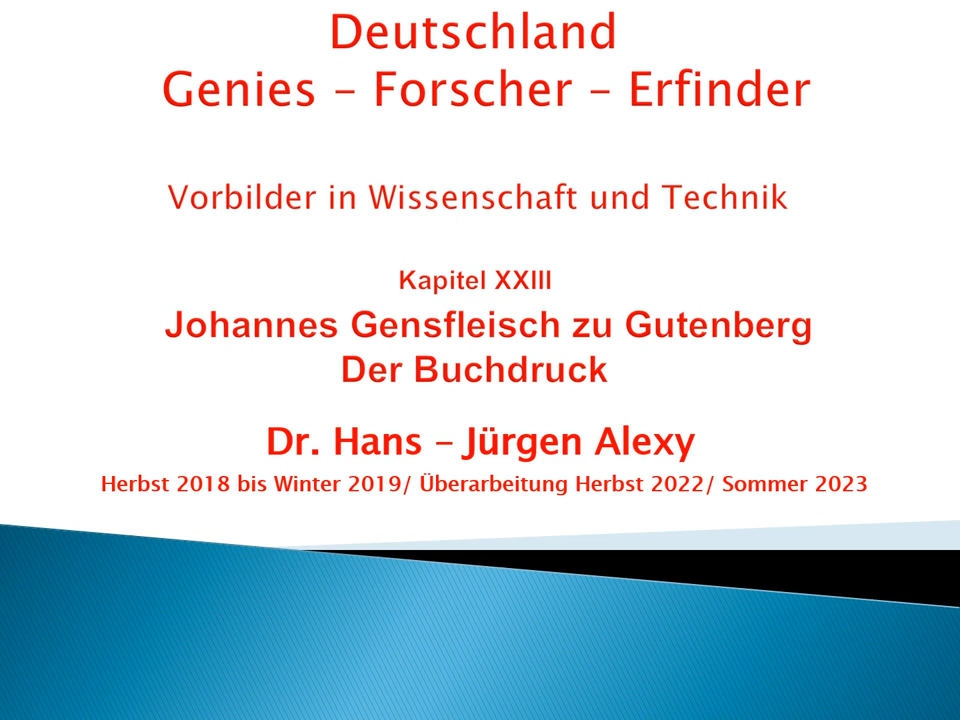 Deutschland
Genies – Forscher – Erfinder
Vorbilder in Wissenschaft und Technik
Kapitel XXIII
Johannes Gensfleisch zu Gutenberg
Der Buchdruck
Dr. Hans – Jürgen Alexy
Herbst 2018 bis Winter 2019/ Überarbeitung Herbst 2022/ Sommer 2023